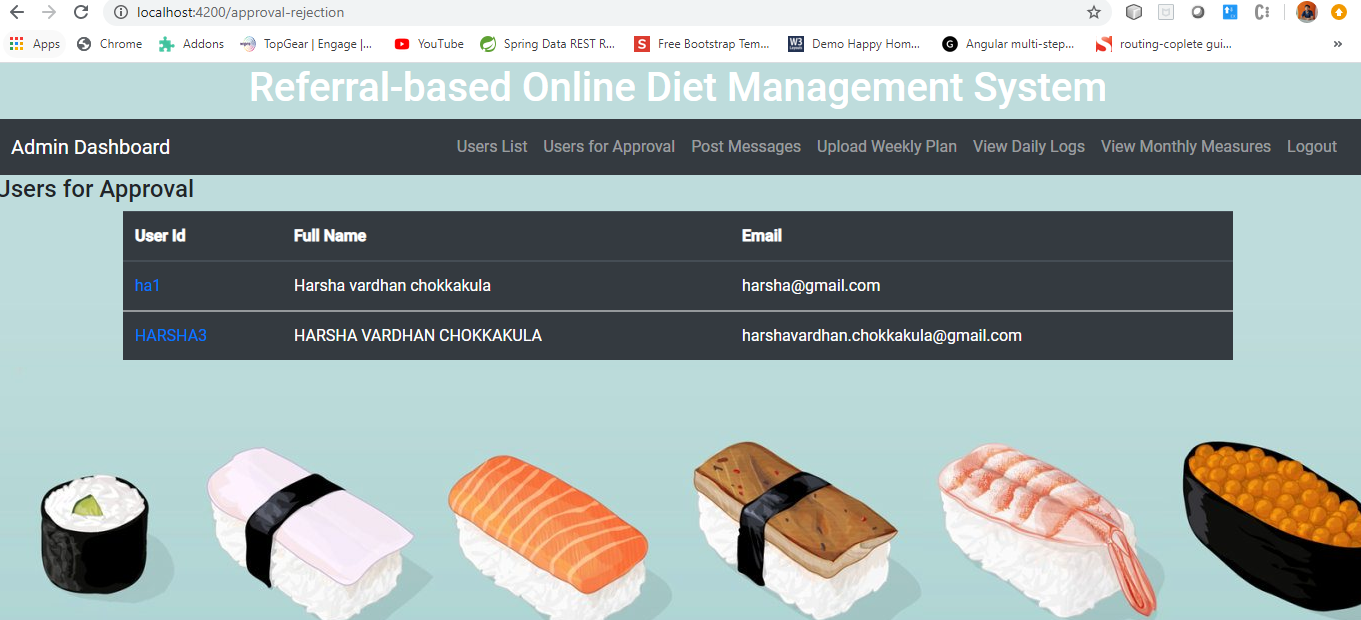 localhost:4200/approval-rejection
Apps Chrome Addons TopGear | Engage |... YouTube Spring Data REST R... S Free Bootstrap Tem... W3 Demo Happy Hom... G Angular multi-step... routing-coplete gui... »
Referral-based Online Diet Management System
Admin Dashboard Users List Users for Approval Post Messages Upload Weekly Plan View Daily Logs View Monthly Measures Logout
Users for Approval
User Id Full Name Email
ha1 Harsha vardhan chokkakula harsha@gmail.com
HARSHA3 HARSHA VARDHAN CHOKKAKULA harshavardhan.chokkakula@gmail.com